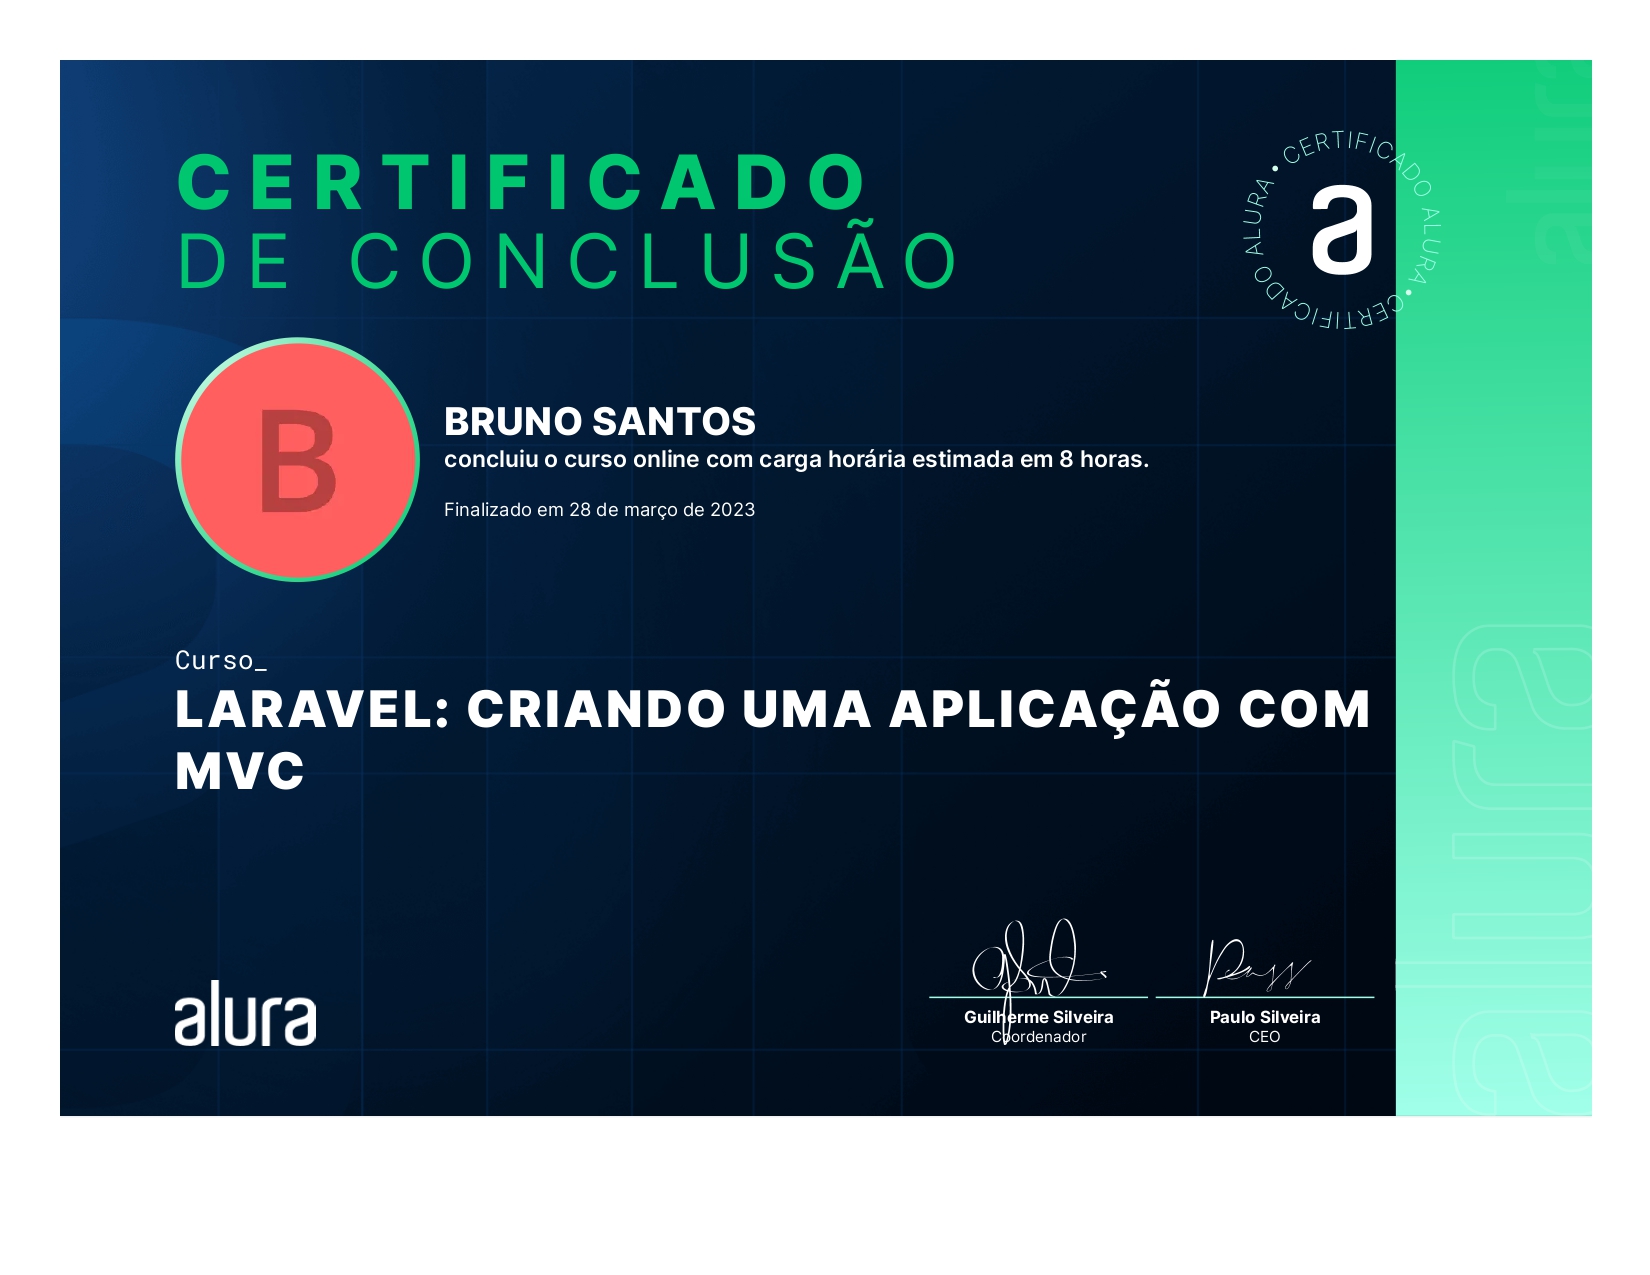 CERTIFICADO
DE CONCLUSÃO
CERTIFICADO ALURA • CERTIFICADO ALURA •
a
B
BRUNO SANTOS
concluiu o curso online com carga horária estimada em 8 horas.
Finalizado em 28 de março de 2023
Curso_
LARAVEL: CRIANDO UMA APLICAÇÃO COM
MVC
alura
Guilherme Silveira
Coordenador
Paulo Silveira
CEO
alura
alura